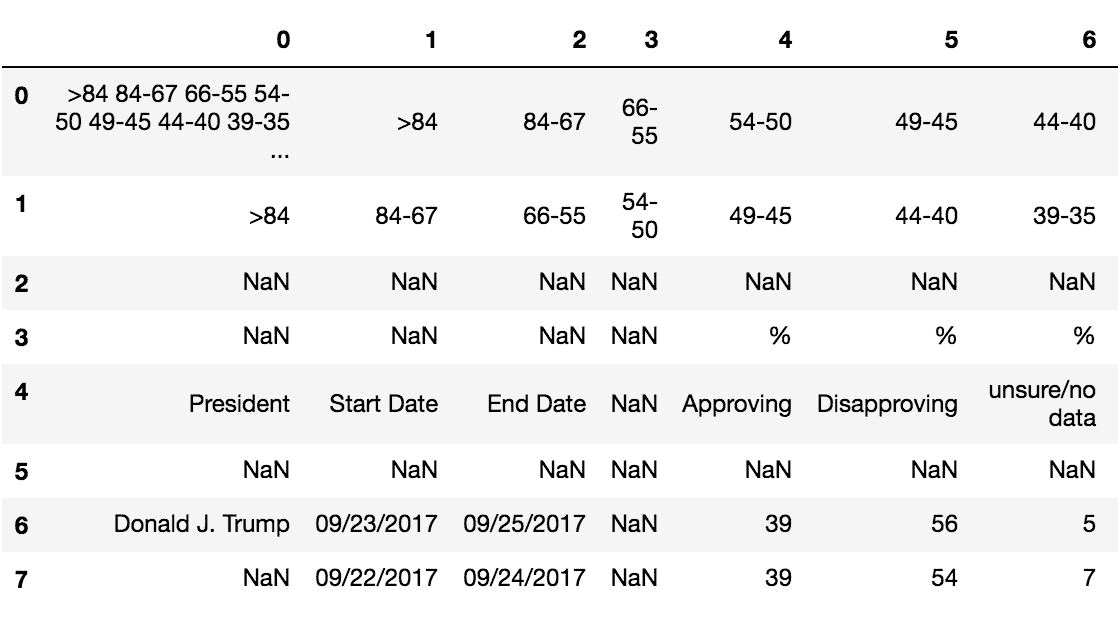 0 1 2 3 4 5 6
0 >84 84-67 66-55 54-
50 49-45 44-40 39-35
... >84 84-67 66-
55 54-50 49-45 44-40
1 >84 84-67 66-55 54-
50 49-45 44-40 39-35
2 NaN NaN NaN NaN NaN NaN NaN
3 NaN NaN NaN NaN % % %
4 President Start Date End Date NaN Approving Disapproving unsure/no
data
5 NaN NaN NaN NaN NaN NaN NaN
6 Donald J. Trump 09/23/2017 09/25/2017 NaN 39 56 5
7 NaN 09/22/2017 09/24/2017 NaN 39 54 7